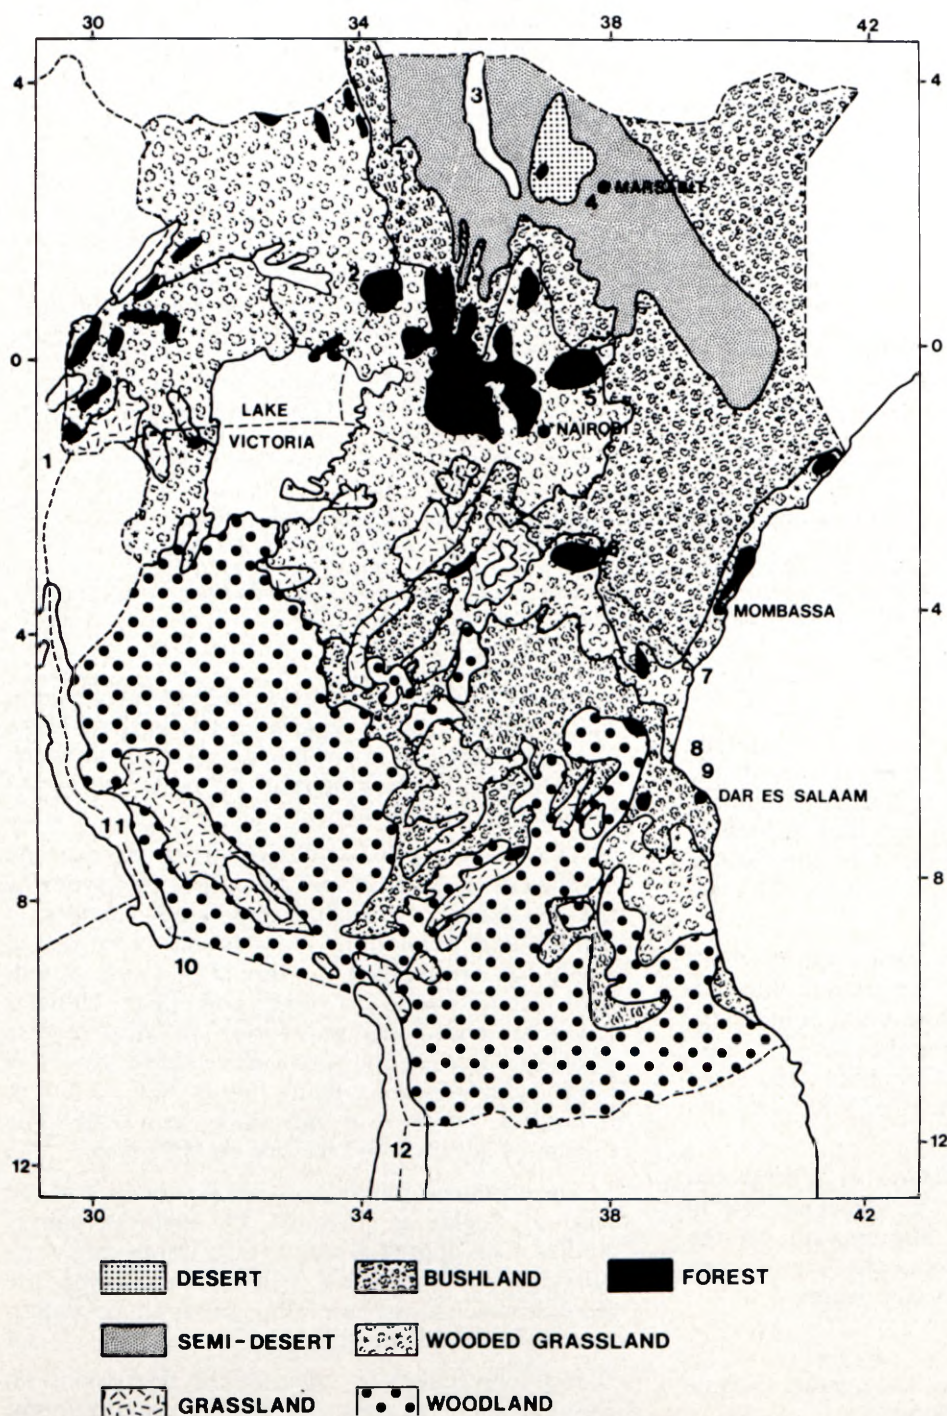 30 34 38 42
4 4
3
MARSABIT
4
2
0 0
5
LAKE
NAIROBI
VICTORIA
1
6
MOMBASSA
4 4
7
8
9
DAR ES SALAAM
11
8 8
10
12
12 12
30 34 38 42
DESERT BUSHLAND FOREST
SEMI-DESERT WOODED GRASSLAND
GRASSLAND WOODLAND